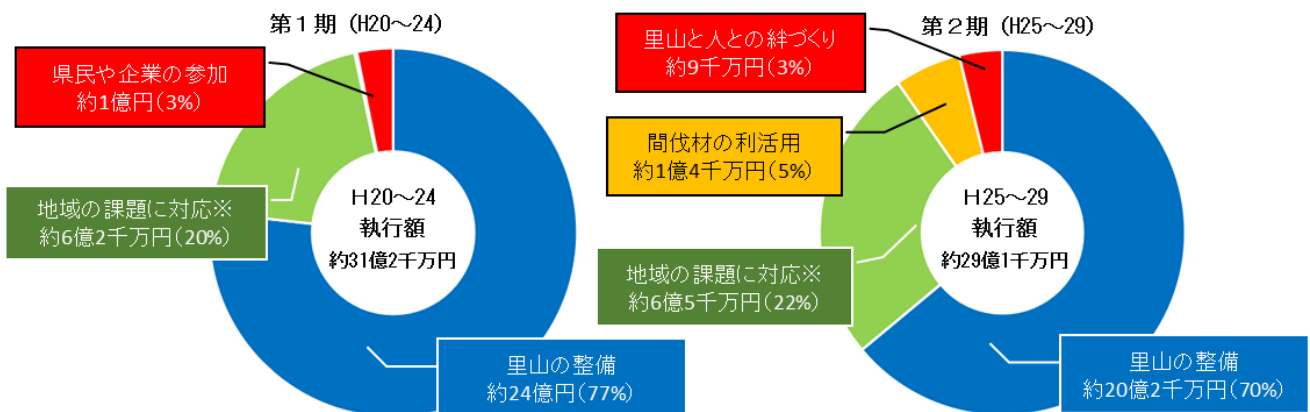 第1期 (H20～24)
県民や企業の参加
約1億円(3%)
地域の課題に対応※
約6億2千万円(20%)
H20～24
執行額
約31億2千万円
里山の整備
約24億円(77%)
第2期 (H25～29)
里山と人との絆づくり
約9千万円(3%)
間伐材の利活用
約1億4千万円(5%)
地域の課題に対応※
約6億5千万円(22%)
H25～29
執行額
約29億1千万円
里山の整備
約20億2千万円(70%)